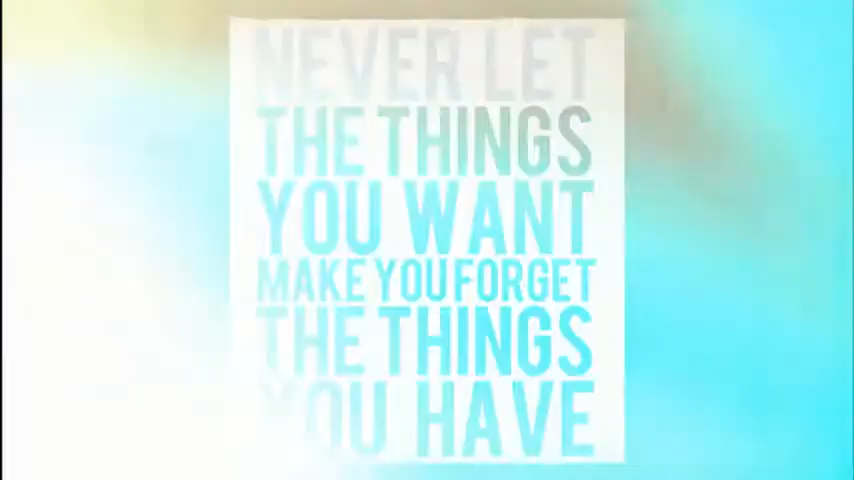 NEVER LET
THE THINGS
YOU WANT
MAKE YOU FORGET
THE THINGS
YOU HAVE